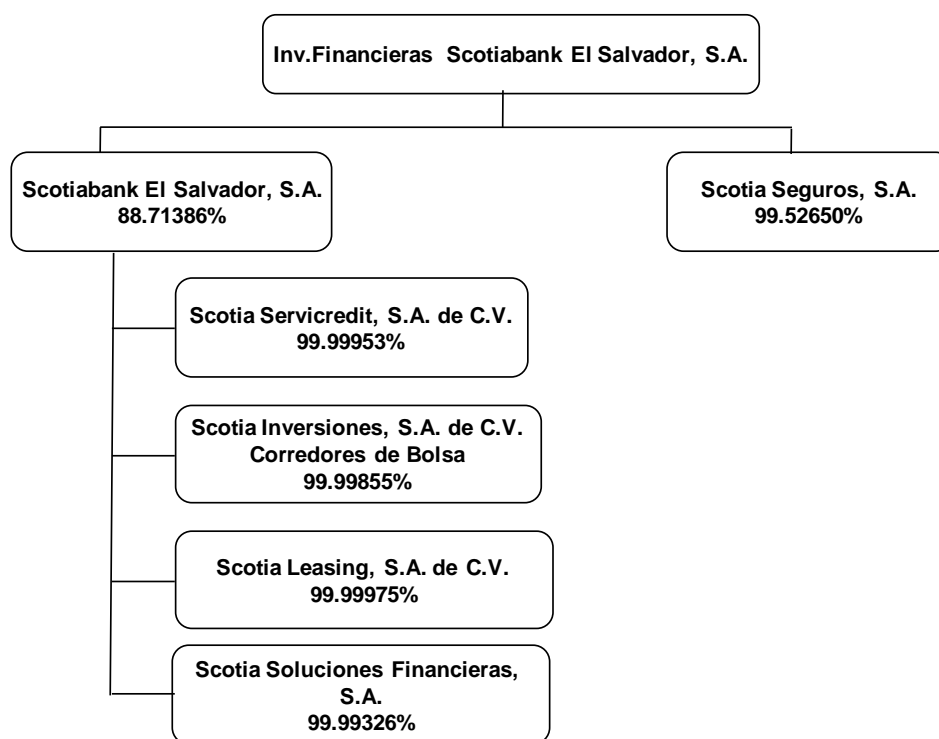 Inv.Financieras Scotiabank El Salvador, S.A.
Scotiabank El Salvador, S.A.
88.71386%
Scotia Seguros, S.A.
99.52650%
Scotia Servicredit, S.A. de C.V.
99.99953%
Scotia Inversiones, S.A. de C.V.
Corredores de Bolsa
99.99855%
Scotia Leasing, S.A. de C.V.
99.99975%
Scotia Soluciones Financieras,
S.A.
99.99326%